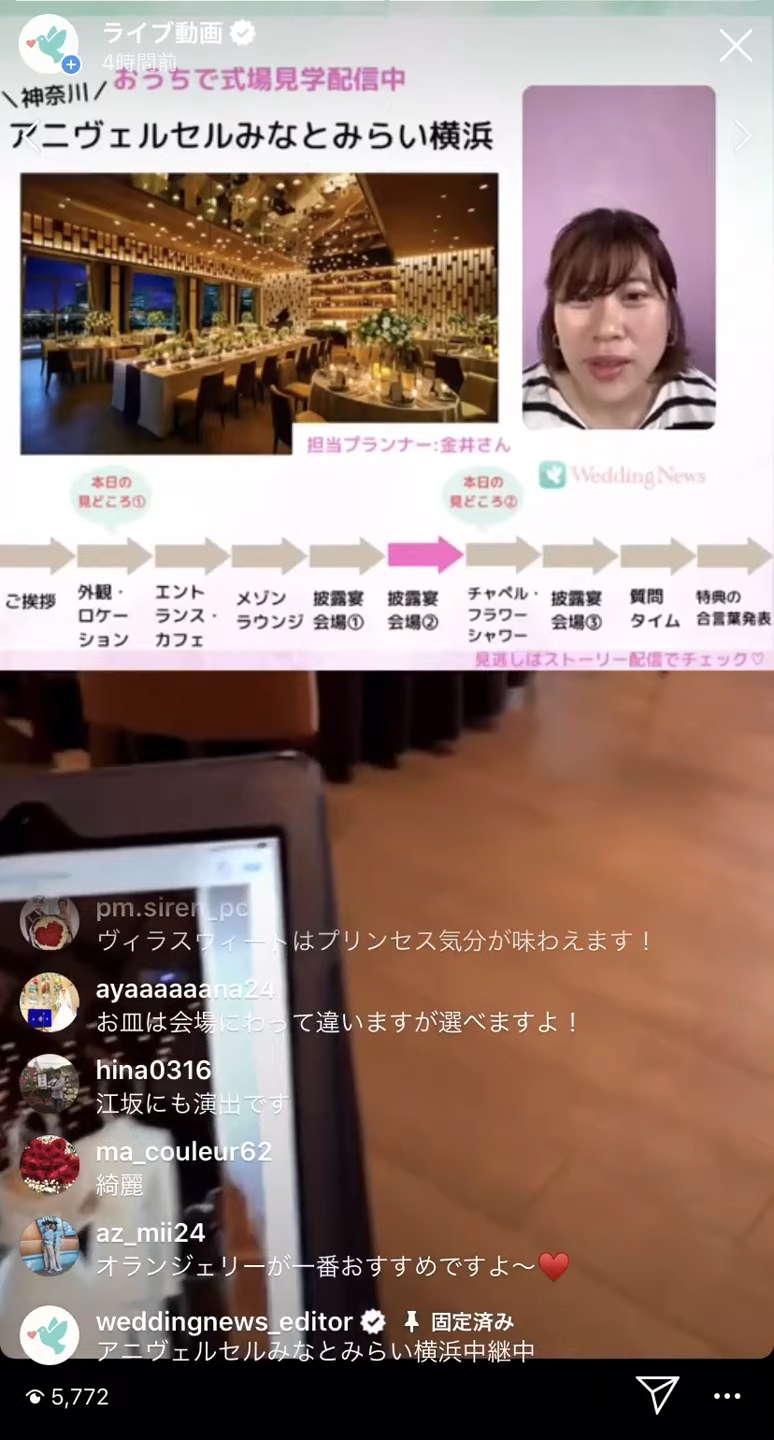 ライブ動画
4時間前
おうちで式場見学配信中
＼神奈川／
アニヴェルセルみなとみらい横浜
担当プランナー:金井さん
WeddingNews
本日の
見どころ①
本日の
見どころ②
ご挨拶
外観・
ロケー
ション
エント
ランス・
カフェ
メゾン
ラウンジ
披露宴
会場①
披露宴
会場②
チャペル・
フラワー
シャワー
披露宴
会場③
質問
タイム
特典の
合言葉発表
見逃しはストーリー配信でチェック♡
pm.siren_pc
ヴィラスウィートはプリンセス気分が味わえます！
ayaaaaaana24
お皿は会場にわって違いますが選べますよ！
hina0316
江坂にも演出です
ma_couleur62
綺麗
az_mii24
オランジェリーが一番おすすめですよ〜❤️
weddingnews_editor 固定済み
アニヴェルセルみなとみらい横浜中継中
5,772